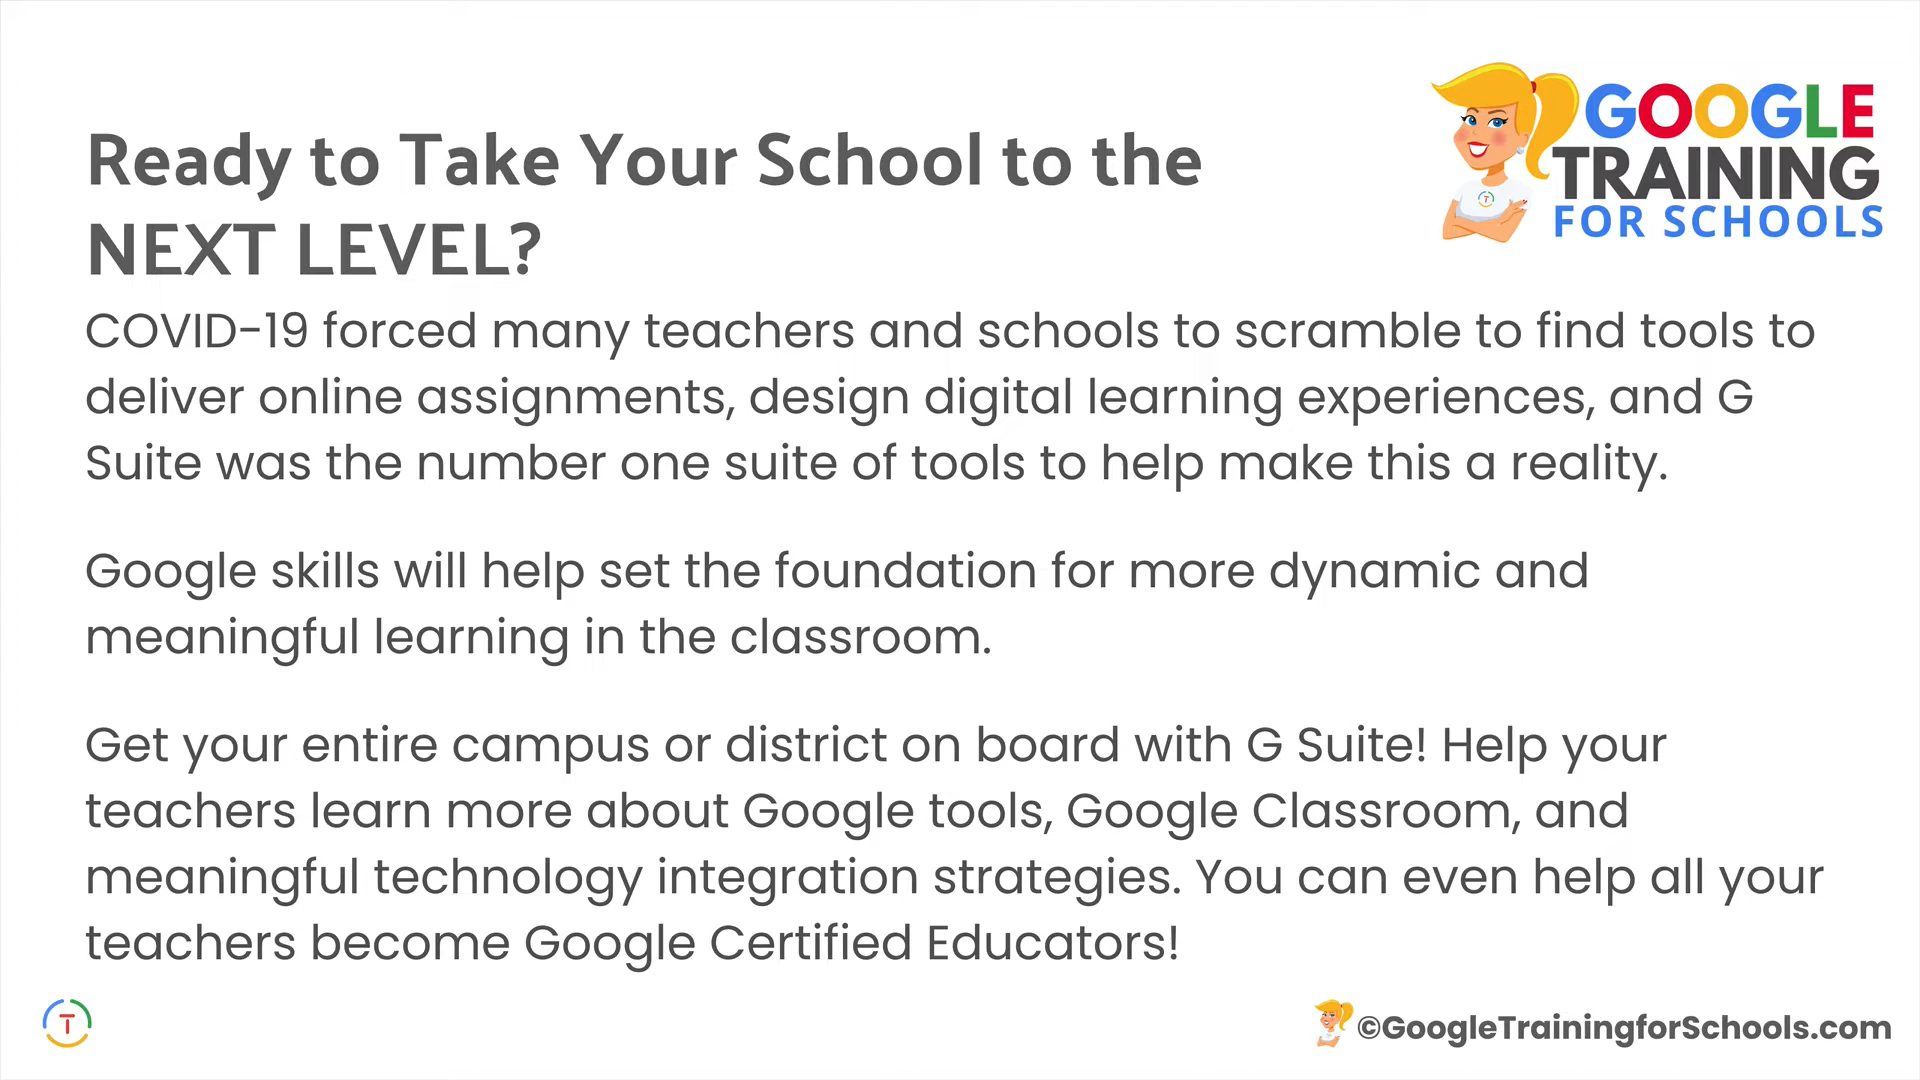 GOOGLE
TRAINING
FOR SCHOOLS
Ready to Take Your School to the
NEXT LEVEL?
COVID-19 forced many teachers and schools to scramble to find tools to
deliver online assignments, design digital learning experiences, and G
Suite was the number one suite of tools to help make this a reality.
Google skills will help set the foundation for more dynamic and
meaningful learning in the classroom.
Get your entire campus or district on board with G Suite! Help your
teachers learn more about Google tools, Google Classroom, and
meaningful technology integration strategies. You can even help all your
teachers become Google Certified Educators!
T
©GoogleTrainingforSchools.com